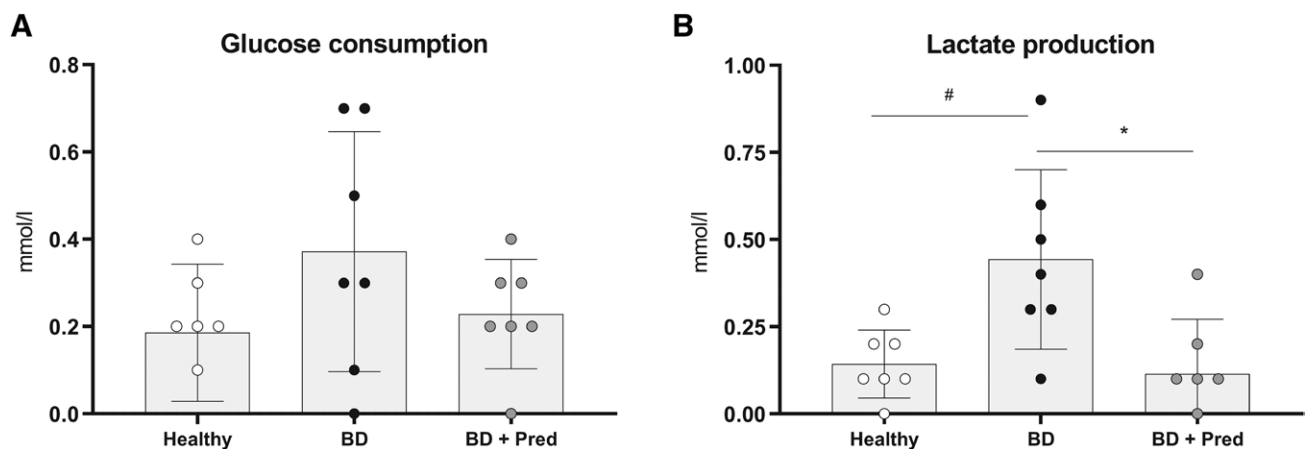 A
Glucose consumption
mmol/l
0.8
0.6
0.4
0.2
0.0
Healthy
BD
BD + Pred
B
Lactate production
mmol/l
1.00
0.75
0.50
0.25
0.00
#
*
Healthy
BD
BD + Pred